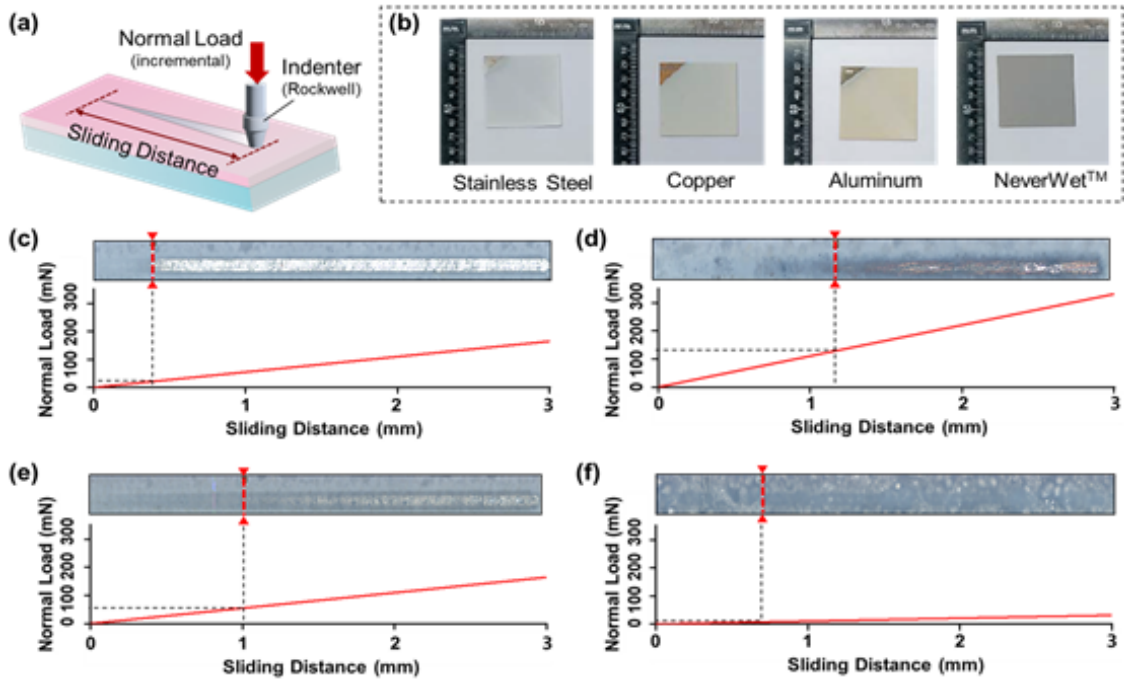 (a)
Normal Load
(incremental)
Indenter
(Rockwell)
Sliding Distance
(b)
Stainless Steel
Copper
Aluminum
NeverWet™
(c)
Normal Load (mN)
0 100 200 300
0 1 2 3
Sliding Distance (mm)
(d)
Normal Load (mN)
0 100 200 300
0 1 2 3
Sliding Distance (mm)
(e)
Normal Load (mN)
0 100 200 300
0 1 2 3
Sliding Distance (mm)
(f)
Normal Load (mN)
0 100 200 300
0 1 2 3
Sliding Distance (mm)